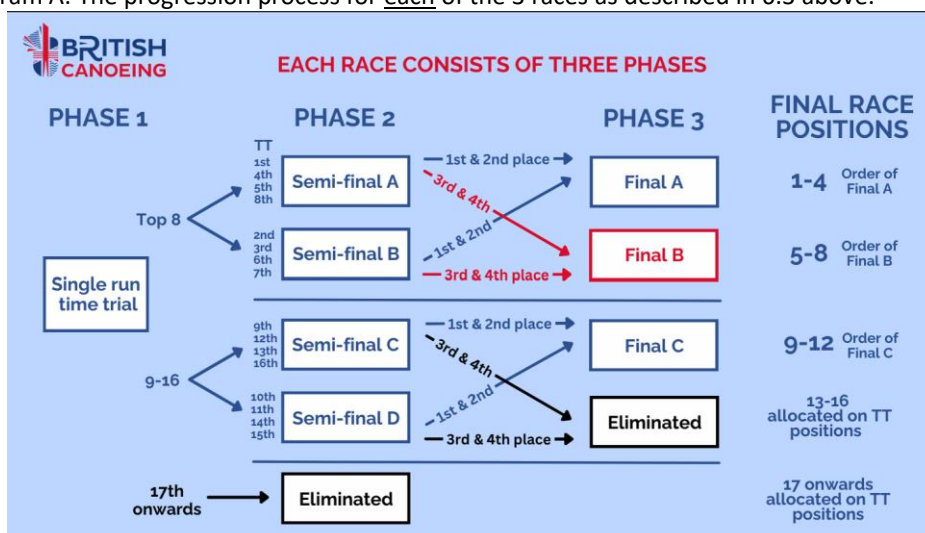 ram A: The progression process for each of the 3 races as described in 6.3 above.
BRITISH
CANOEING
EACH RACE CONSISTS OF THREE PHASES
PHASE 1
PHASE 2
PHASE 3
FINAL RACE
POSITIONS
TT
1st
4th
5th
8th
Semi-final A
1st & 2nd place
3rd & 4th
Final A
1-4
Order of
Final A
Top 8
2nd
3rd
6th
7th
Semi-final B
1st & 2nd
3rd & 4th place
Final B
5-8
Order of
Final B
Single run
time trial
9th
12th
13th
16th
Semi-final C
1st & 2nd place
3rd & 4th
Final C
9-12
Order of
Final C
9-16
10th
11th
14th
15th
Semi-final D
1st & 2nd
3rd & 4th place
Eliminated
13-16
allocated on TT
positions
17th
onwards
Eliminated
17 onwards
allocated on TT
positions